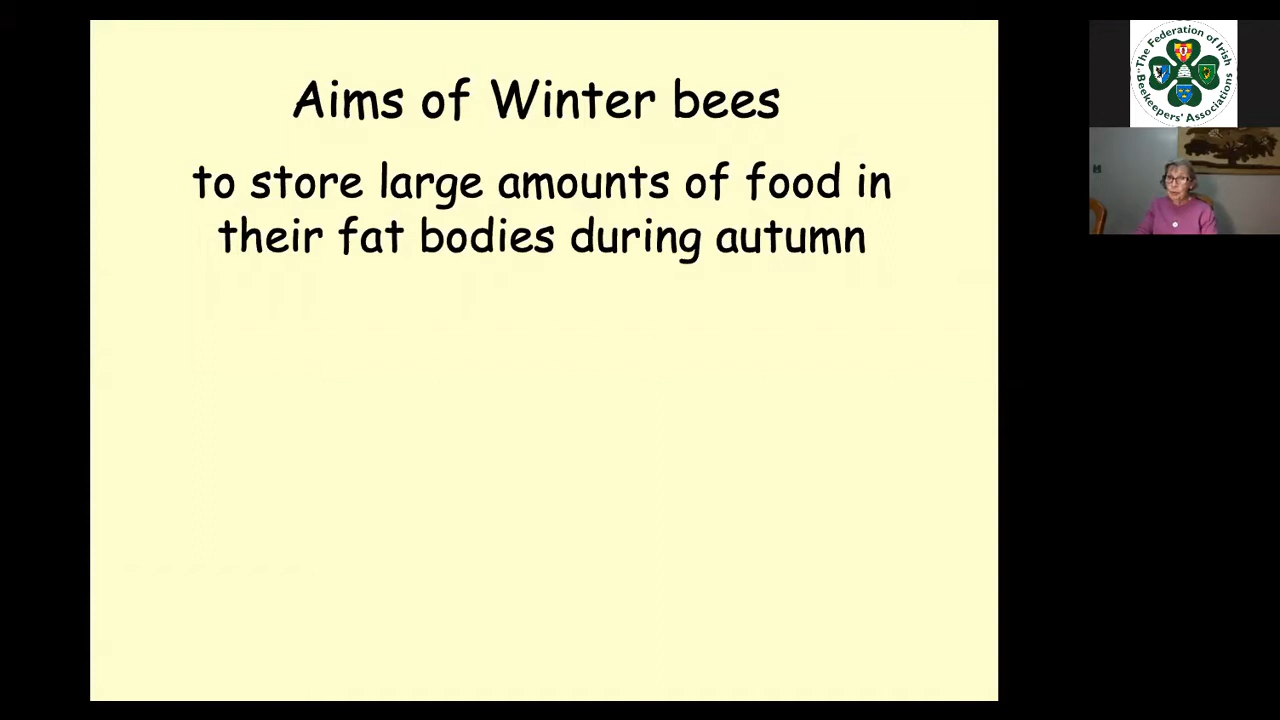 Aims of Winter bees
to store large amounts of food in
their fat bodies during autumn
"The Federation of Irish
Beekeepers' Associations"